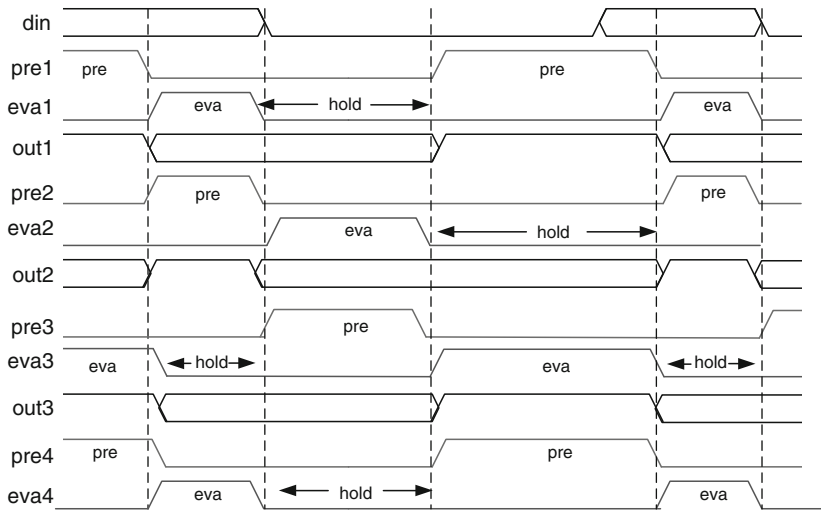 din
pre1 pre pre
eva1 eva hold eva
out1
pre2 pre pre
eva2 eva hold
out2
pre3 pre
eva3 eva hold eva hold
out3
pre4 pre pre
eva4 eva hold eva